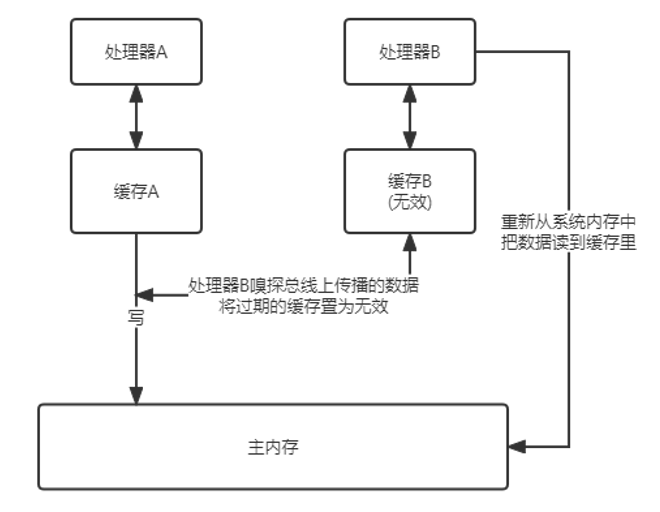 处理器A
处理器B
缓存A
缓存B
(无效)
重新从系统内存中
把数据读到缓存里
处理器B嗅探总线上传播的数据
将过期的缓存置为无效
写
主内存